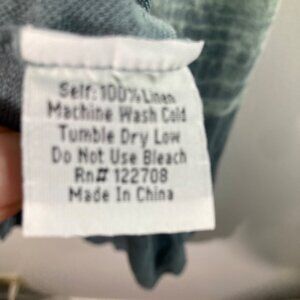 Self: 100% Linen
Machine Wash Cold
Tumble Dry Low
Do Not Use Bleach
Rn# 122708
Made In China